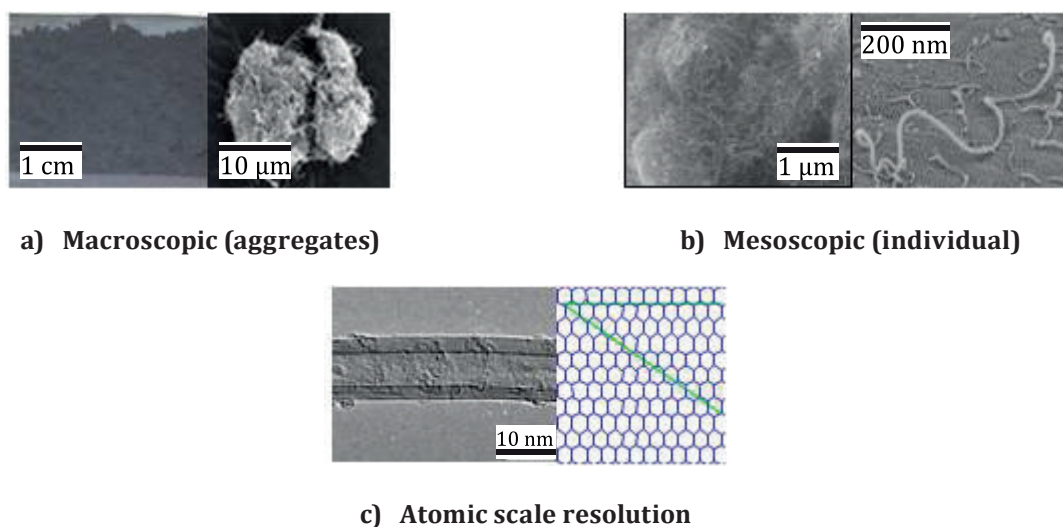 1 cm
10 µm
200 nm
1 µm
a) Macroscopic (aggregates)
b) Mesoscopic (individual)
10 nm
c) Atomic scale resolution